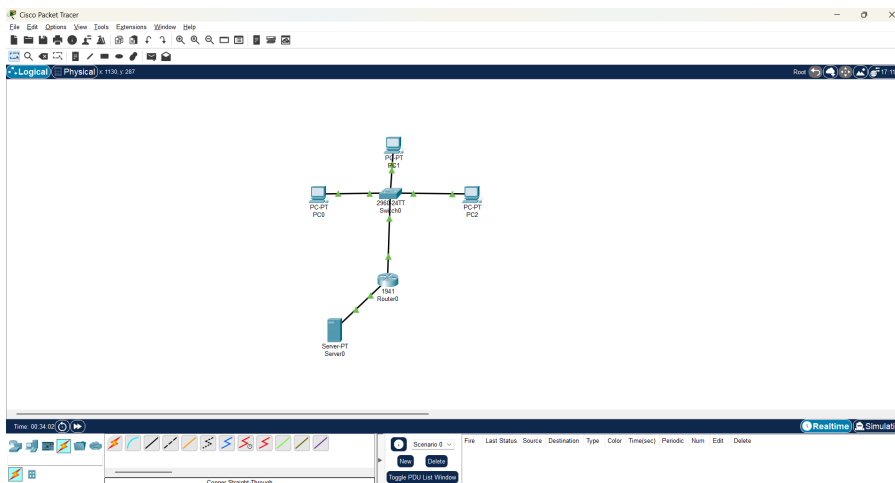 Cisco Packet Tracer
File Edit Options View Tools Extensions Window Help
Logical Physical x: 1130, y: 287 Root 17:11
PC-PT
PC1
PC-PT
PC0
2960-24TT
Switch0
PC-PT
PC2
1941
Router0
Server-PT
Server0
Time: 00:34:02 Realtime Simulati
Scenario 0 Fire Last Status Source Destination Type Color Time(sec) Periodic Num Edit Delete
New Delete
Toggle PDU List Window
Copper Straight-Through